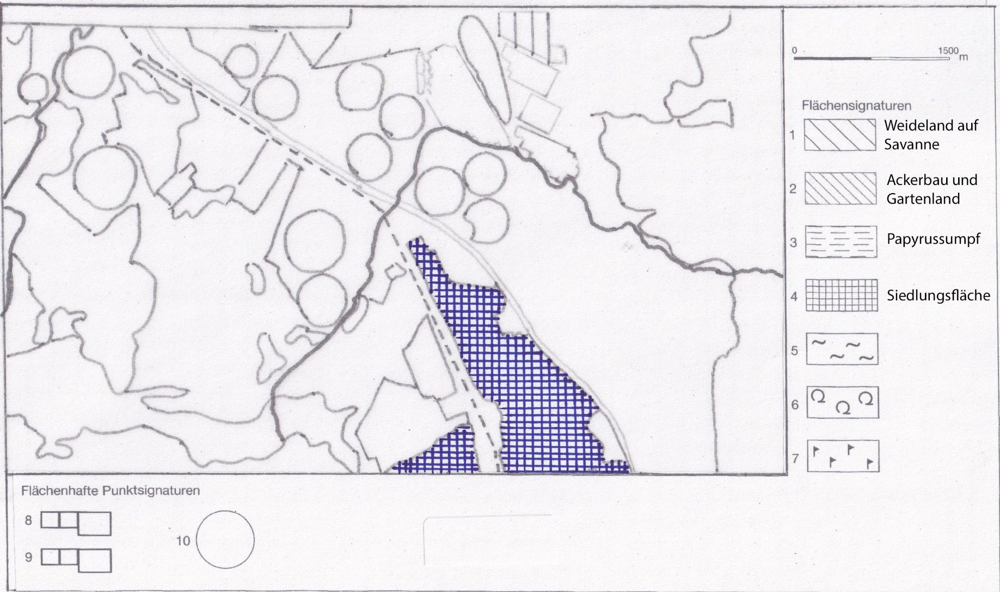 0 1500 m
Flächensignaturen
1 Weideland auf
Savanne
2 Ackerbau und
Gartenland
3 Papyrussumpf
4 Siedlungsfläche
5
6
7
Flächenhafte Punktsignaturen
8
10
9